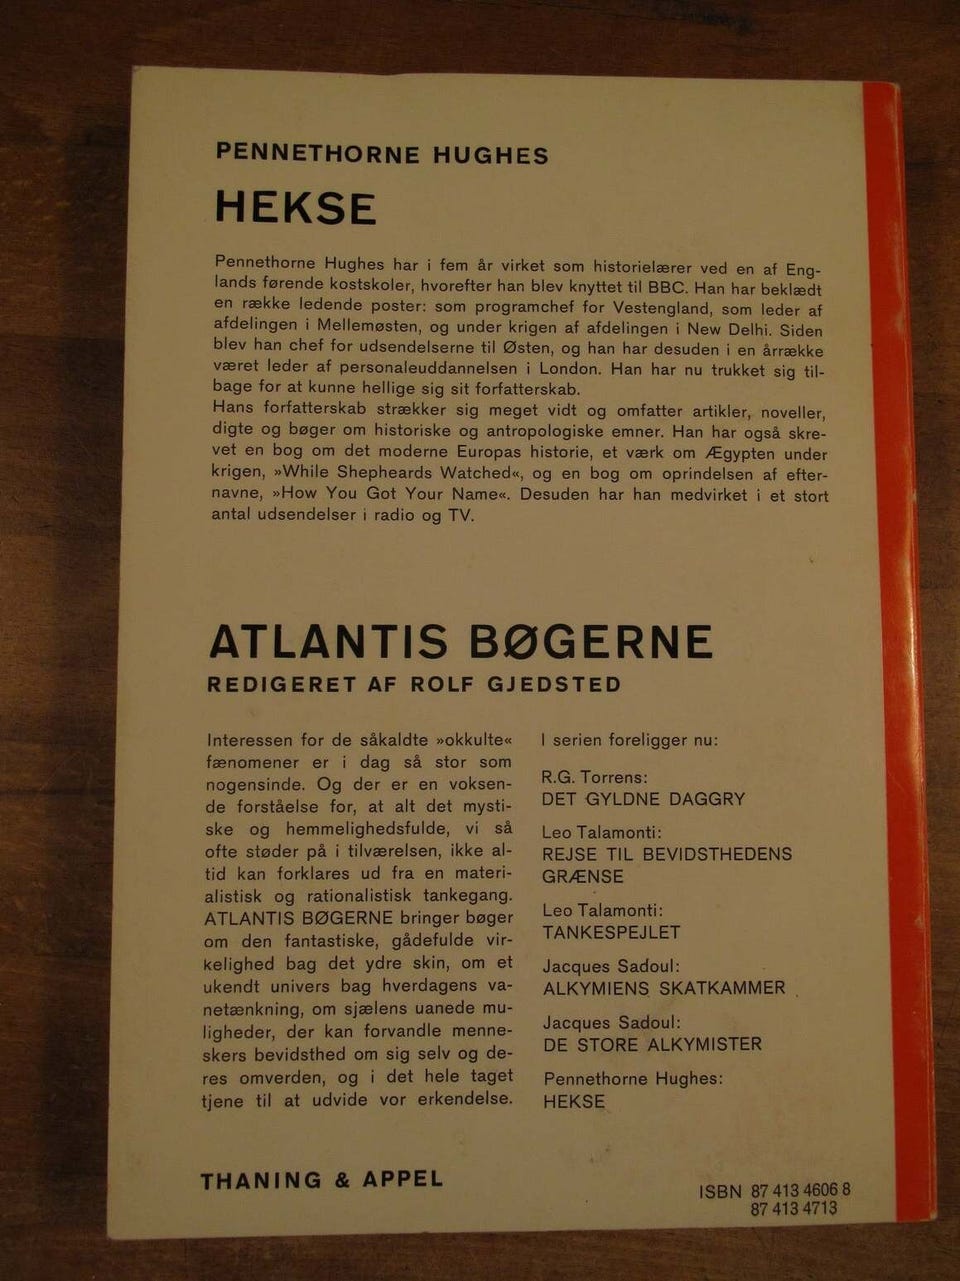 PENNETHORNE HUGHES
HEKSE
Pennethorne Hughes har i fem år virket som historielærer ved en af Eng-
lands førende kostskoler, hvorefter han blev knyttet til BBC. Han har beklædt
en række ledende poster: som programchef for Vestengland, som leder af
afdelingen i Mellemøsten, og under krigen af afdelingen i New Delhi. Siden
blev han chef for udsendelserne til Østen, og han har desuden i en årrække
været leder af personaleuddannelsen i London. Han har nu trukket sig til-
bage for at kunne hellige sig sit forfatterskab.
Hans forfatterskab strækker sig meget vidt og omfatter artikler, noveller,
digte og bøger om historiske og antropologiske emner. Han har også skre-
vet en bog om det moderne Europas historie, et værk om Ægypten under
krigen, »While Shepheards Watched«, og en bog om oprindelsen af efter-
navne, »How You Got Your Name«. Desuden har han medvirket i et stort
antal udsendelser i radio og TV.
ATLANTIS BØGERNE
REDIGERET AF ROLF GJEDSTED
Interessen for de såkaldte »okkulte«
fænomener er i dag så stor som
nogensinde. Og der er en voksen-
de forståelse for, at alt det mysti-
ske og hemmelighedsfulde, vi så
ofte støder på i tilværelsen, ikke al-
tid kan forklares ud fra en materi-
alistisk og rationalistisk tankegang.
ATLANTIS BØGERNE bringer bøger
om den fantastiske, gådefulde vir-
kelighed bag det ydre skin, om et
ukendt univers bag hverdagens va-
netænkning, om sjælens uanede mu-
ligheder, der kan forvandle menne-
skers bevidsthed om sig selv og de-
res omverden, og i det hele taget
tjene til at udvide vor erkendelse.
I serien foreligger nu:
R.G. Torrens:
DET GYLDNE DAGGRY
Leo Talamonti:
REJSE TIL BEVIDSTHEDENS
GRÆNSE
Leo Talamonti:
TANKESPEJLET
Jacques Sadoul:
ALKYMIENS SKATKAMMER
Jacques Sadoul:
DE STORE ALKYMISTER
Pennethorne Hughes:
HEKSE
THANING & APPEL
ISBN 87 413 4606 8
87 413 4713